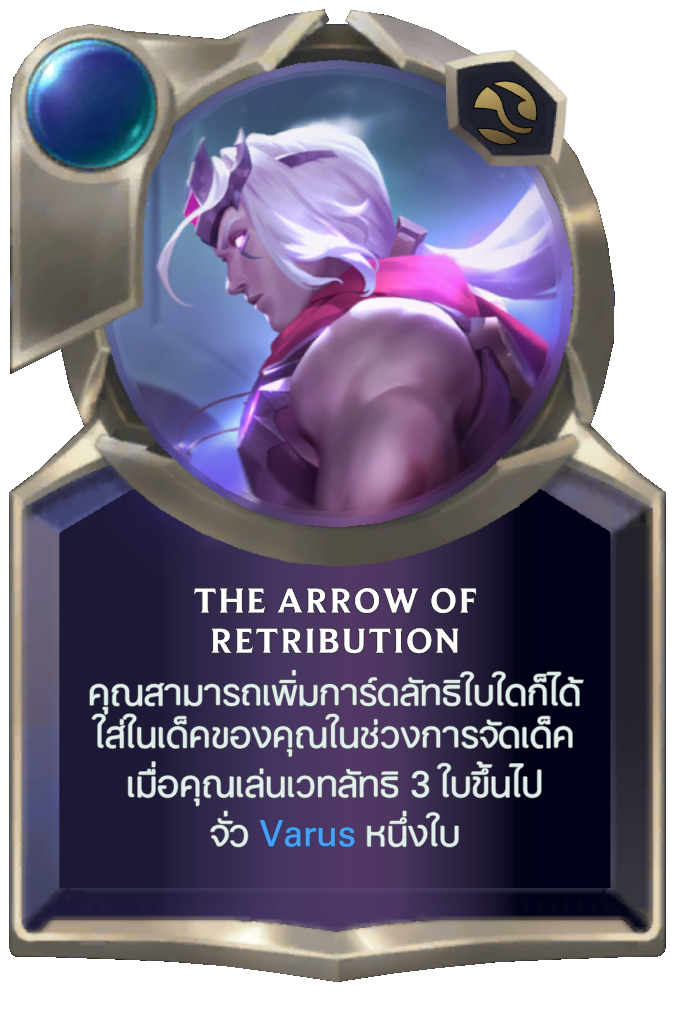 THE ARROW OF
RETRIBUTION
คุณสามารถเพิ่มการ์ดลัทธิใบใดก็ได้
ใส่ในเด็คของคุณในช่วงการจัดเด็ค
เมื่อคุณเล่นเวทลัทธิ 3 ใบขึ้นไป
จั่ว Varus หนึ่งใบ